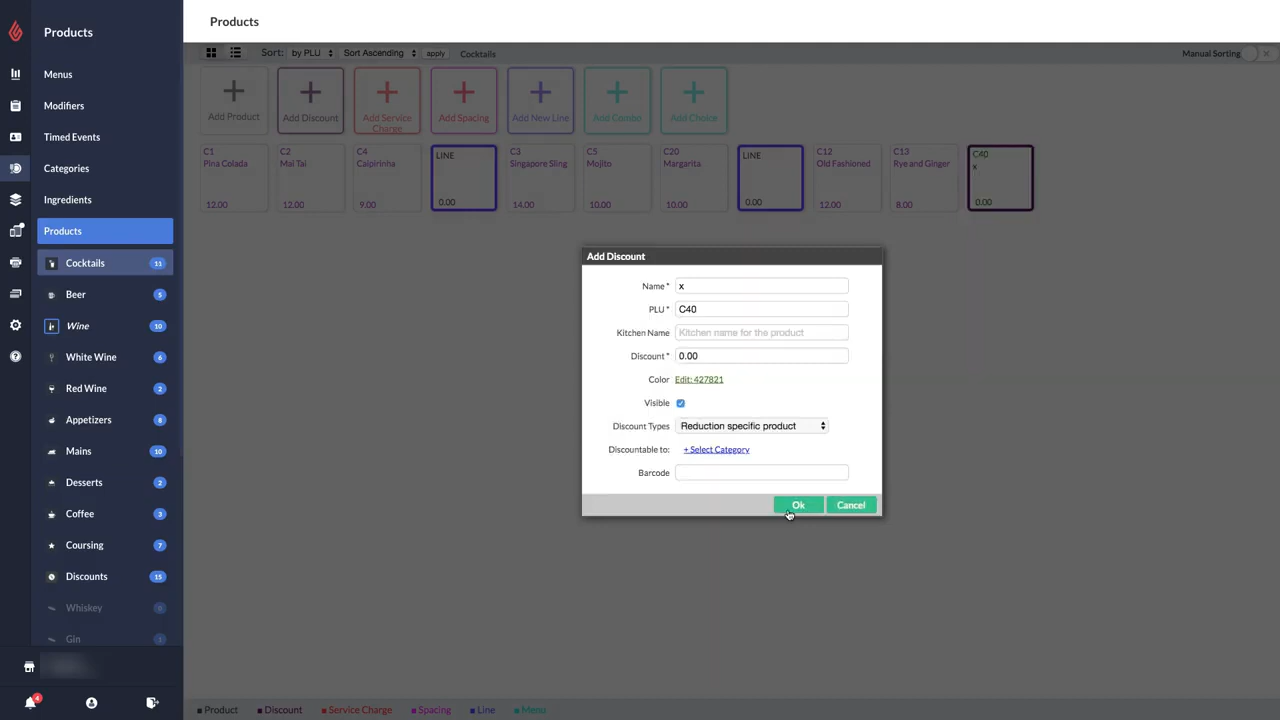 Products
Menus
Modifiers
Timed Events
Categories
Ingredients
Products
Cocktails 11
Beer 5
Wine 10
White Wine 6
Red Wine 2
Appetizers 8
Mains 10
Desserts 2
Coffee 3
Coursing 7
Discounts 15
Whiskey 6
Gin 1
4
Products
Sort: by PLU Sort Ascending apply Cocktails
Manual Sorting
Add Product
Add Discount
Add Service Charge
Add Spacing
Add New Line
Add Combo
Add Choice
C1
Pina Colada
12.00
C2
Mai Tai
12.00
C4
Caipirinha
9.00
LINE
0.00
C3
Singapore Sling
14.00
C5
Mojito
10.00
C20
Margarita
10.00
LINE
0.00
C12
Old Fashioned
12.00
C13
Rye and Ginger
8.00
C40
x
0.00
Add Discount
Name * x
PLU * C40
Kitchen Name Kitchen name for the product
Discount * 0.00
Color Edit: 427821
Visible
Discount Types Reduction specific product
Discountable to: + Select Category
Barcode
Ok Cancel
Product Discount Service Charge Spacing Line Menu